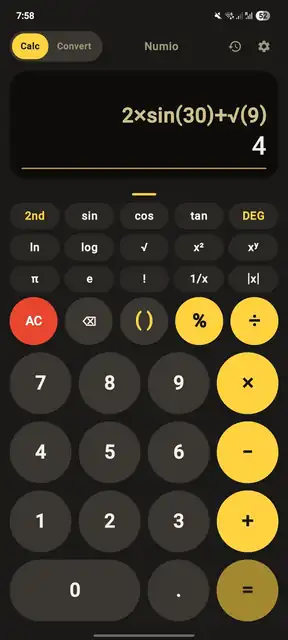 7:58 52
Calc Convert Numio
2×sin(30)+√(9)
4
2nd sin cos tan DEG
ln log √ x² xʸ
π e ! 1/x |x|
AC ⌫ ( ) % ÷
7 8 9 ×
4 5 6 −
1 2 3 +
0 . =